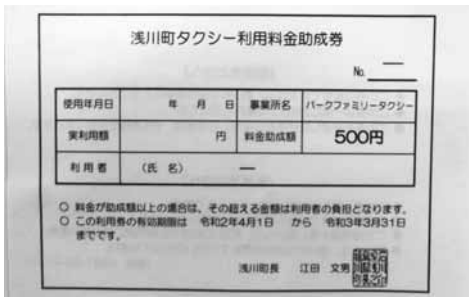 浅川町タクシー利用料金助成券
No.
使用年月日 年 月 日 事業所名 パークファミリータクシー
実利用額 円 料金助成額 500円
利用者 (氏 名)
○ 料金が助成額以上の場合は、その超える金額は利用者の負担となります。
○ この利用券の有効期限は 令和2年4月1日 から 令和3年3月31日
までです。
浅川町長 江田 文男